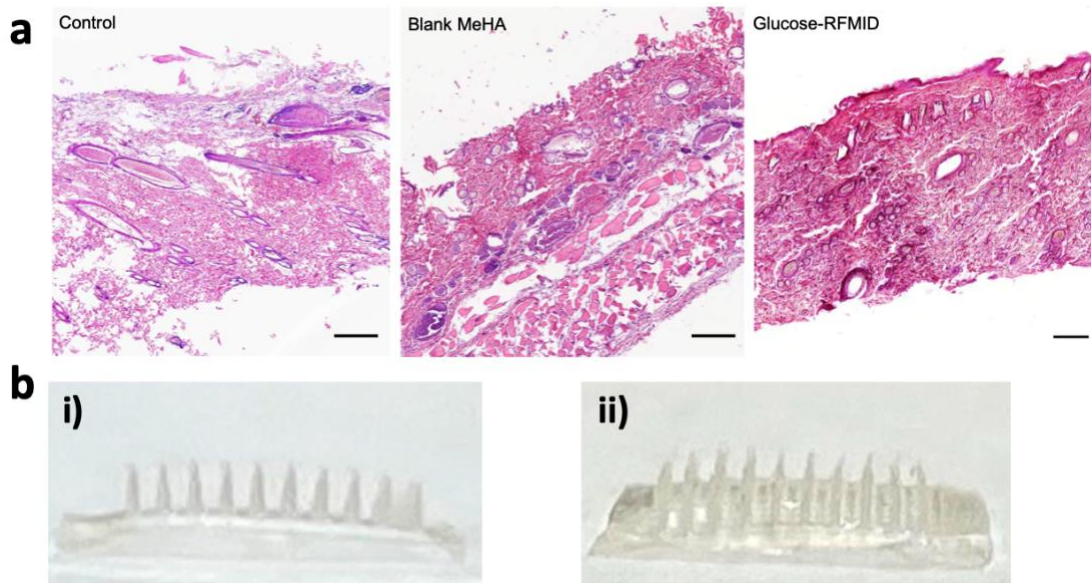 a
Control
Blank MeHA
Glucose-RFMID
b
i)
ii)